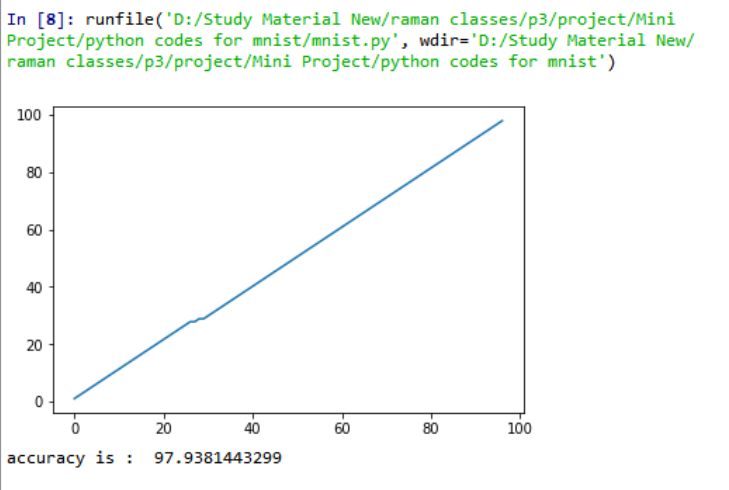 In [8]: runfile('D:/Study Material New/raman classes/p3/project/Mini
Project/python codes for mnist/mnist.py', wdir='D:/Study Material New/
raman classes/p3/project/Mini Project/python codes for mnist')
100
80
60
40
20
0
0 20 40 60 80 100
accuracy is : 97.9381443299